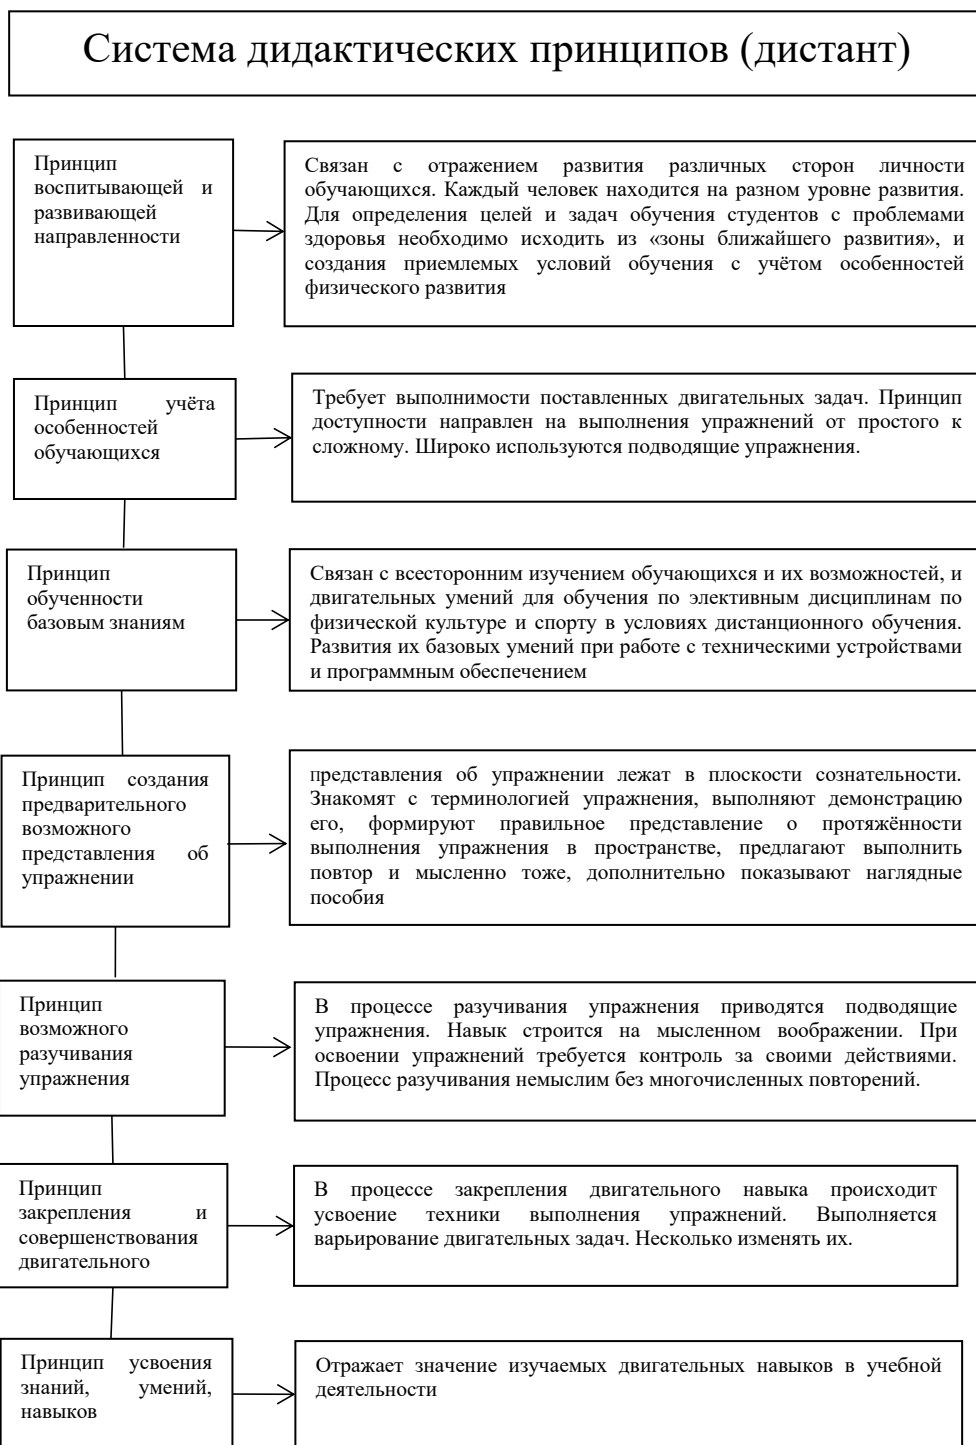 Система дидактических принципов (дистант)
Принцип
воспитывающей и
развивающей
направленности
Связан с отражением развития различных сторон личности
обучающихся. Каждый человек находится на разном уровне развития.
Для определения целей и задач обучения студентов с проблемами
здоровья необходимо исходить из «зоны ближайшего развития», и
создания приемлемых условий обучения с учётом особенностей
физического развития
Принцип учёта
особенностей
обучающихся
Требует выполнимости поставленных двигательных задач. Принцип
доступности направлен на выполнения упражнений от простого к
сложному. Широко используются подводящие упражнения.
Принцип
обученности
базовым знаниям
Связан с всесторонним изучением обучающихся и их возможностей, и
двигательных умений для обучения по элективным дисциплинам по
физической культуре и спорту в условиях дистанционного обучения.
Развития их базовых умений при работе с техническими устройствами
и программным обеспечением
Принцип создания
предварительного
возможного
представления об
упражнении
представления об упражнении лежат в плоскости сознательности.
Знакомят с терминологией упражнения, выполняют демонстрацию
его, формируют правильное представление о протяжённости
выполнения упражнения в пространстве, предлагают выполнить
повтор и мысленно тоже, дополнительно показывают наглядные
пособия
Принцип
возможного
разучивания
упражнения
В процессе разучивания упражнения приводятся подводящие
упражнения. Навык строится на мысленном воображении. При
освоении упражнений требуется контроль за своими действиями.
Процесс разучивания немыслим без многочисленных повторений.
Принцип
закрепления и
совершенствования
двигательного
В процессе закрепления двигательного навыка происходит
усвоение техники выполнения упражнений. Выполняется
варьирование двигательных задач. Несколько изменять их.
Принцип усвоения
знаний, умений,
навыков
Отражает значение изучаемых двигательных навыков в учебной
деятельности